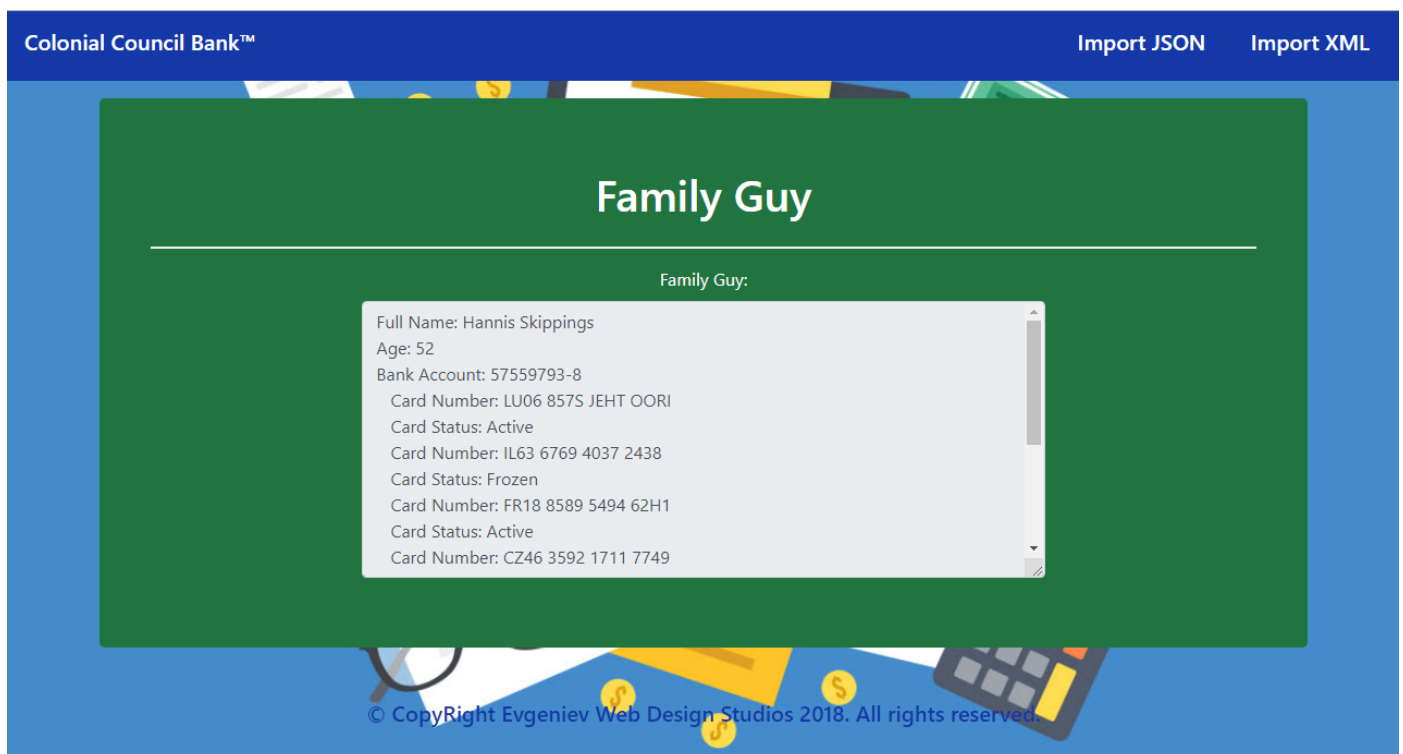 Colonial Council Bank™ Import JSON Import XML
Family Guy
Family Guy:
Full Name: Hannis Skippings
Age: 52
Bank Account: 57559793-8
Card Number: LU06 857S JEHT OORI
Card Status: Active
Card Number: IL63 6769 4037 2438
Card Status: Frozen
Card Number: FR18 8589 5494 62H1
Card Status: Active
Card Number: CZ46 3592 1711 7749
© CopyRight Evgeniev Web Design Studios 2018. All rights reserved.